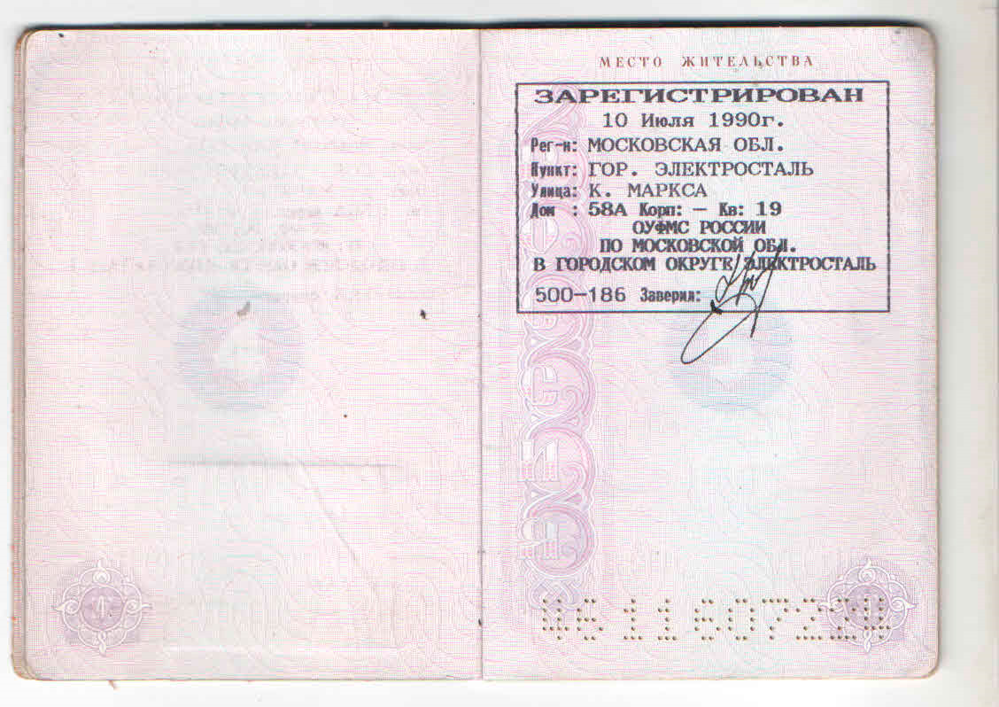 МЕСТО ЖИТЕЛЬСТВА
ЗАРЕГИСТРИРОВАН
10 Июля 1990г.
Рег-н: МОСКОВСКАЯ ОБЛ.
Пункт: ГОР. ЭЛЕКТРОСТАЛЬ
Улица: К. МАРКСА
Дом : 58А Корп: — Кв: 19
ОУФМС РОССИИ
ПО МОСКОВСКОЙ ОБЛ.
В ГОРОДСКОМ ОКРУГЕ ЭЛЕКТРОСТАЛЬ
500-186 Заверил: